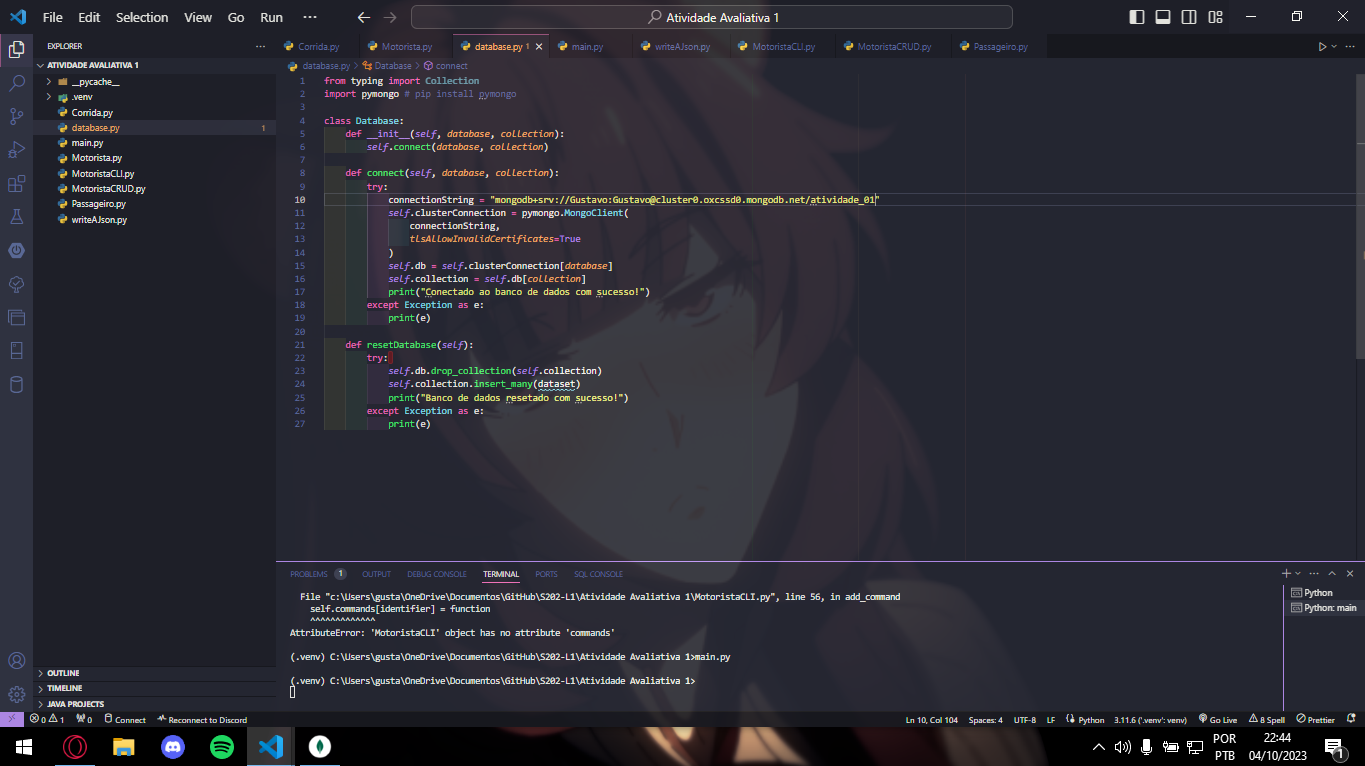 File Edit Selection View Go Run ··· Atividade Avaliativa 1
EXPLORER ···
ATIVIDADE AVALIATIVA 1
__pycache__
.venv
Corrida.py
database.py 1
main.py
Motorista.py
MotoristaCLI.py
MotoristaCRUD.py
Passageiro.py
writeAJson.py
OUTLINE
TIMELINE
JAVA PROJECTS
Corrida.py Motorista.py database.py 1 main.py writeAJson.py MotoristaCLI.py MotoristaCRUD.py Passageiro.py
database.py > Database > connect
1 from typing import Collection
2 import pymongo # pip install pymongo
3
4 class Database:
5 def __init__(self, database, collection):
6 self.connect(database, collection)
7
8 def connect(self, database, collection):
9 try:
10 connectionString = "mongodb+srv://Gustavo:Gustavo@cluster0.oxcssd0.mongodb.net/atividade_01"
11 self.clusterConnection = pymongo.MongoClient(
12 connectionString,
13 tlsAllowInvalidCertificates=True
14 )
15 self.db = self.clusterConnection[database]
16 self.collection = self.db[collection]
17 print("Conectado ao banco de dados com sucesso!")
18 except Exception as e:
19 print(e)
20
21 def resetDatabase(self):
22 try:
23 self.db.drop_collection(self.collection)
24 self.collection.insert_many(dataset)
25 print("Banco de dados resetado com sucesso!")
26 except Exception as e:
27 print(e)
PROBLEMS 1 OUTPUT DEBUG CONSOLE TERMINAL PORTS SQL CONSOLE
File "c:\Users\gusta\OneDrive\Documentos\GitHub\S202-L1\Atividade Avaliativa 1\MotoristaCLI.py", line 56, in add_command
self.commands[identifier] = function
^^^^^^^^^^^^^
AttributeError: 'MotoristaCLI' object has no attribute 'commands'
(.venv) C:\Users\gusta\OneDrive\Documentos\GitHub\S202-L1\Atividade Avaliativa 1>main.py
(.venv) C:\Users\gusta\OneDrive\Documentos\GitHub\S202-L1\Atividade Avaliativa 1>
Python
Python: main
0 1 0 Connect Reconnect to Discord Ln 10, Col 104 Spaces: 4 UTF-8 LF Python 3.11.6 ('.venv': venv) Go Live 8 Spell Prettier
POR
PTB
22:44
04/10/2023
1